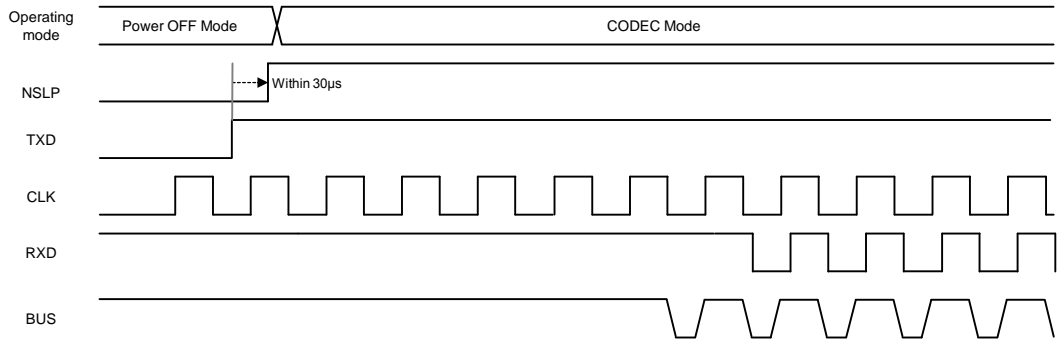 Operating
mode
Power OFF Mode
CODEC Mode
NSLP
Within 30μs
TXD
CLK
RXD
BUS